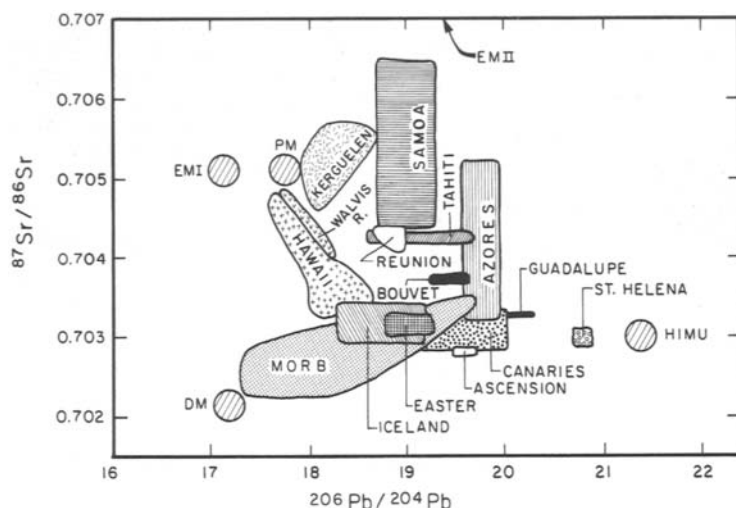 0.707
EM II
0.706
PM
SAMOA
KERGUELEN
EMI
0.705
WALVIS
R.
TAHITI
87Sr/86Sr
HAWAII
AZORES
0.704
REUNION
GUADALUPE
BOUVET
ST. HELENA
0.703
HIMU
MORB
CANARIES
ASCENSION
DM
EASTER
0.702
ICELAND
16 17 18 19 20 21 22
206Pb/204Pb